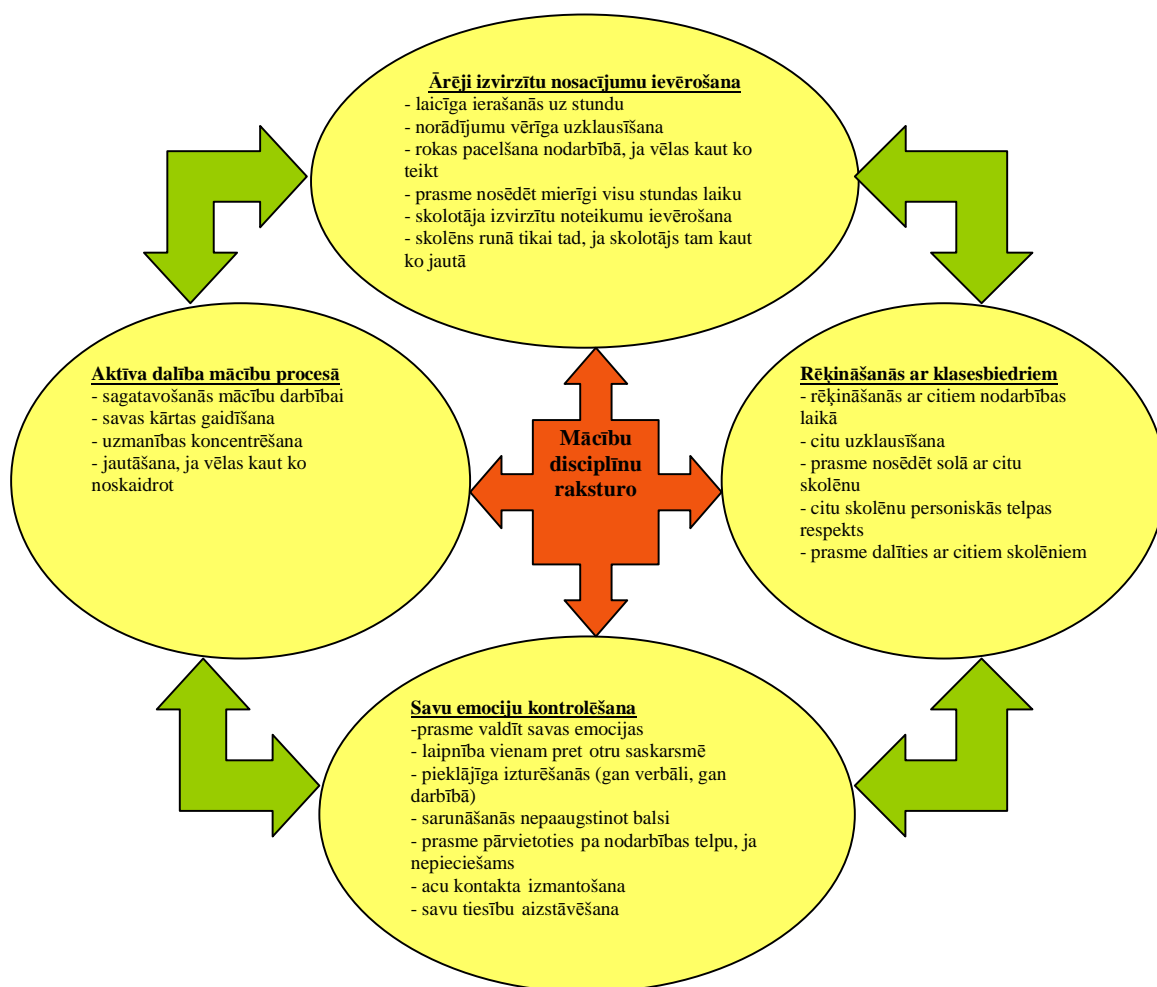 Ārēji izvirzītu nosacījumu ievērošana
- laicīga ierašanās uz stundu
- norādījumu vērīga uzklausīšana
- rokas pacelšana nodarbībā, ja vēlas kaut ko
teikt
- prasme nosēdēt mierīgi visu stundas laiku
- skolotāja izvirzītu noteikumu ievērošana
- skolēns runā tikai tad, ja skolotājs tam kaut
ko jautā
Aktīva dalība mācību procesā
- sagatavošanās mācību darbībai
- savas kārtas gaidīšana
- uzmanības koncentrēšana
- jautāšana, ja vēlas kaut ko
noskaidrot
Mācību
disciplīnu
raksturo
Rēķināšanās ar klasesbiedriem
- rēķināšanās ar citiem nodarbības
laikā
- citu uzklausīšana
- prasme nosēdēt solā ar citu
skolēnu
- citu skolēnu personiskās telpas
respekts
- prasme dalīties ar citiem skolēniem
Savu emociju kontrolēšana
-prasme valdīt savas emocijas
- laipnība vienam pret otru saskarsmē
- pieklājīga izturēšanās (gan verbāli, gan
darbībā)
- sarunāšanās nepaaugstinot balsi
- prasme pārvietoties pa nodarbības telpu, ja
nepieciešams
- acu kontakta izmantošana
- savu tiesību aizstāvēšana